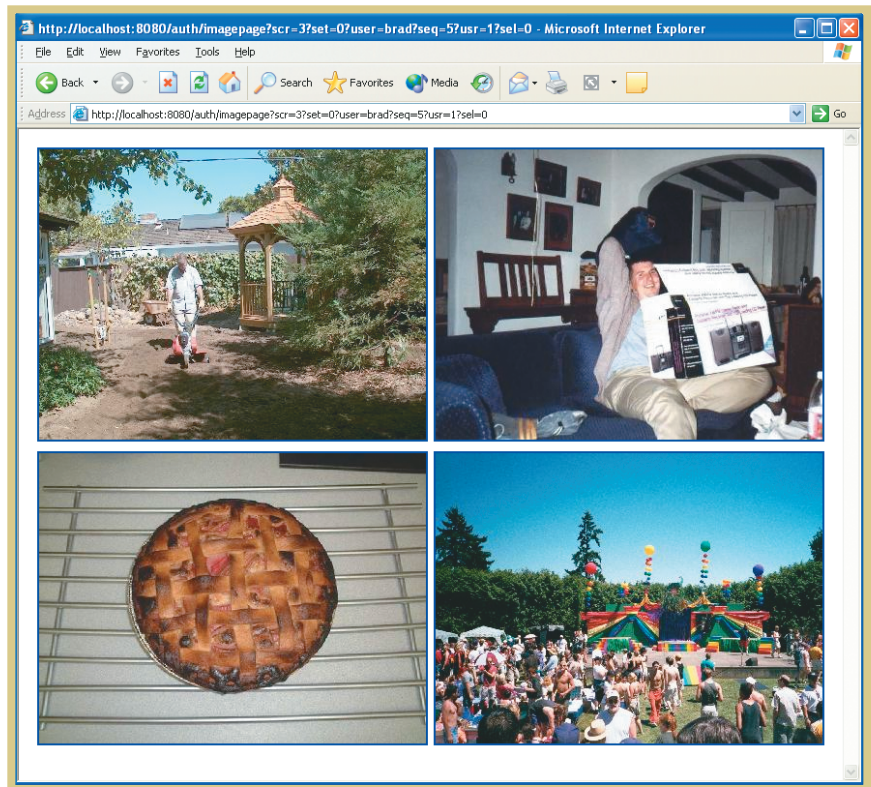 http://localhost:8080/auth/imagepage?scr=3?set=0?user=brad?seq=5?usr=1?sel=0 - Microsoft Internet Explorer
File Edit View Favorites Tools Help
Back Search Favorites Media
Address http://localhost:8080/auth/imagepage?scr=3?set=0?user=brad?seq=5?usr=1?sel=0 Go